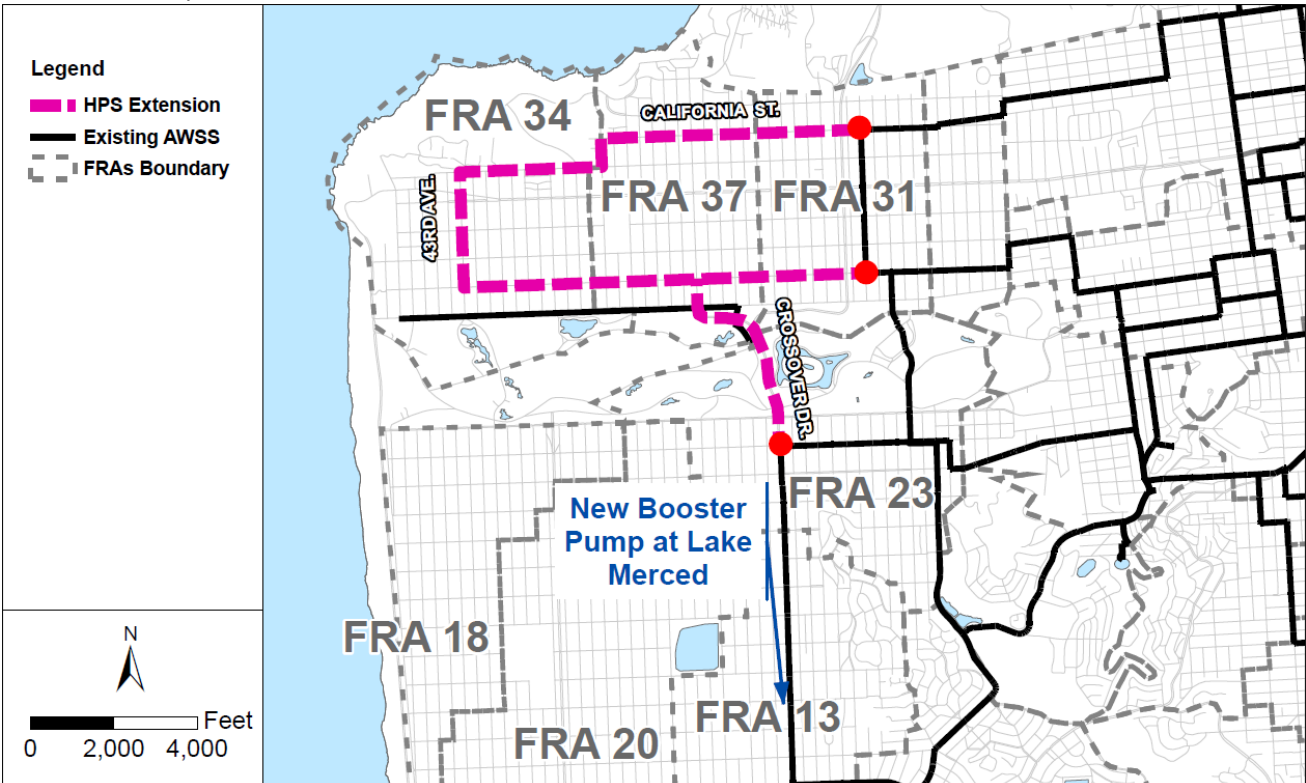 Legend
HPS Extension
Existing AWSS
FRAs Boundary
N
Feet
0 2,000 4,000
FRA 34
CALIFORNIA ST.
43RD AVE.
FRA 37
FRA 31
CROSSOVER DR.
FRA 23
New Booster
Pump at Lake
Merced
FRA 18
FRA 13
FRA 20